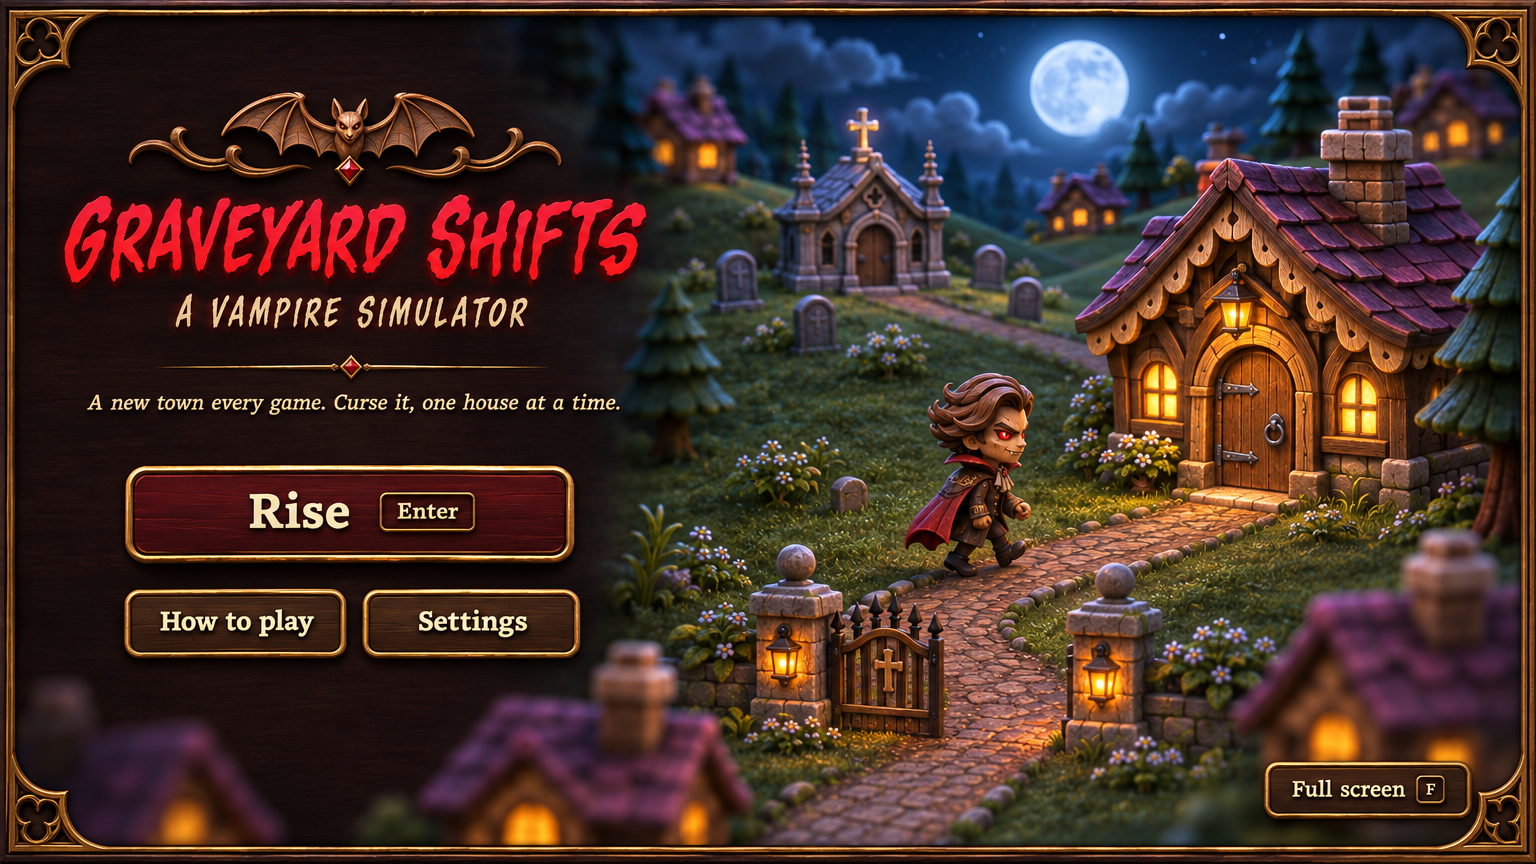 GRAVEYARD SHIFTS
A VAMPIRE SIMULATOR
A new town every game. Curse it, one house at a time.
Rise Enter
How to play Settings
Full screen F